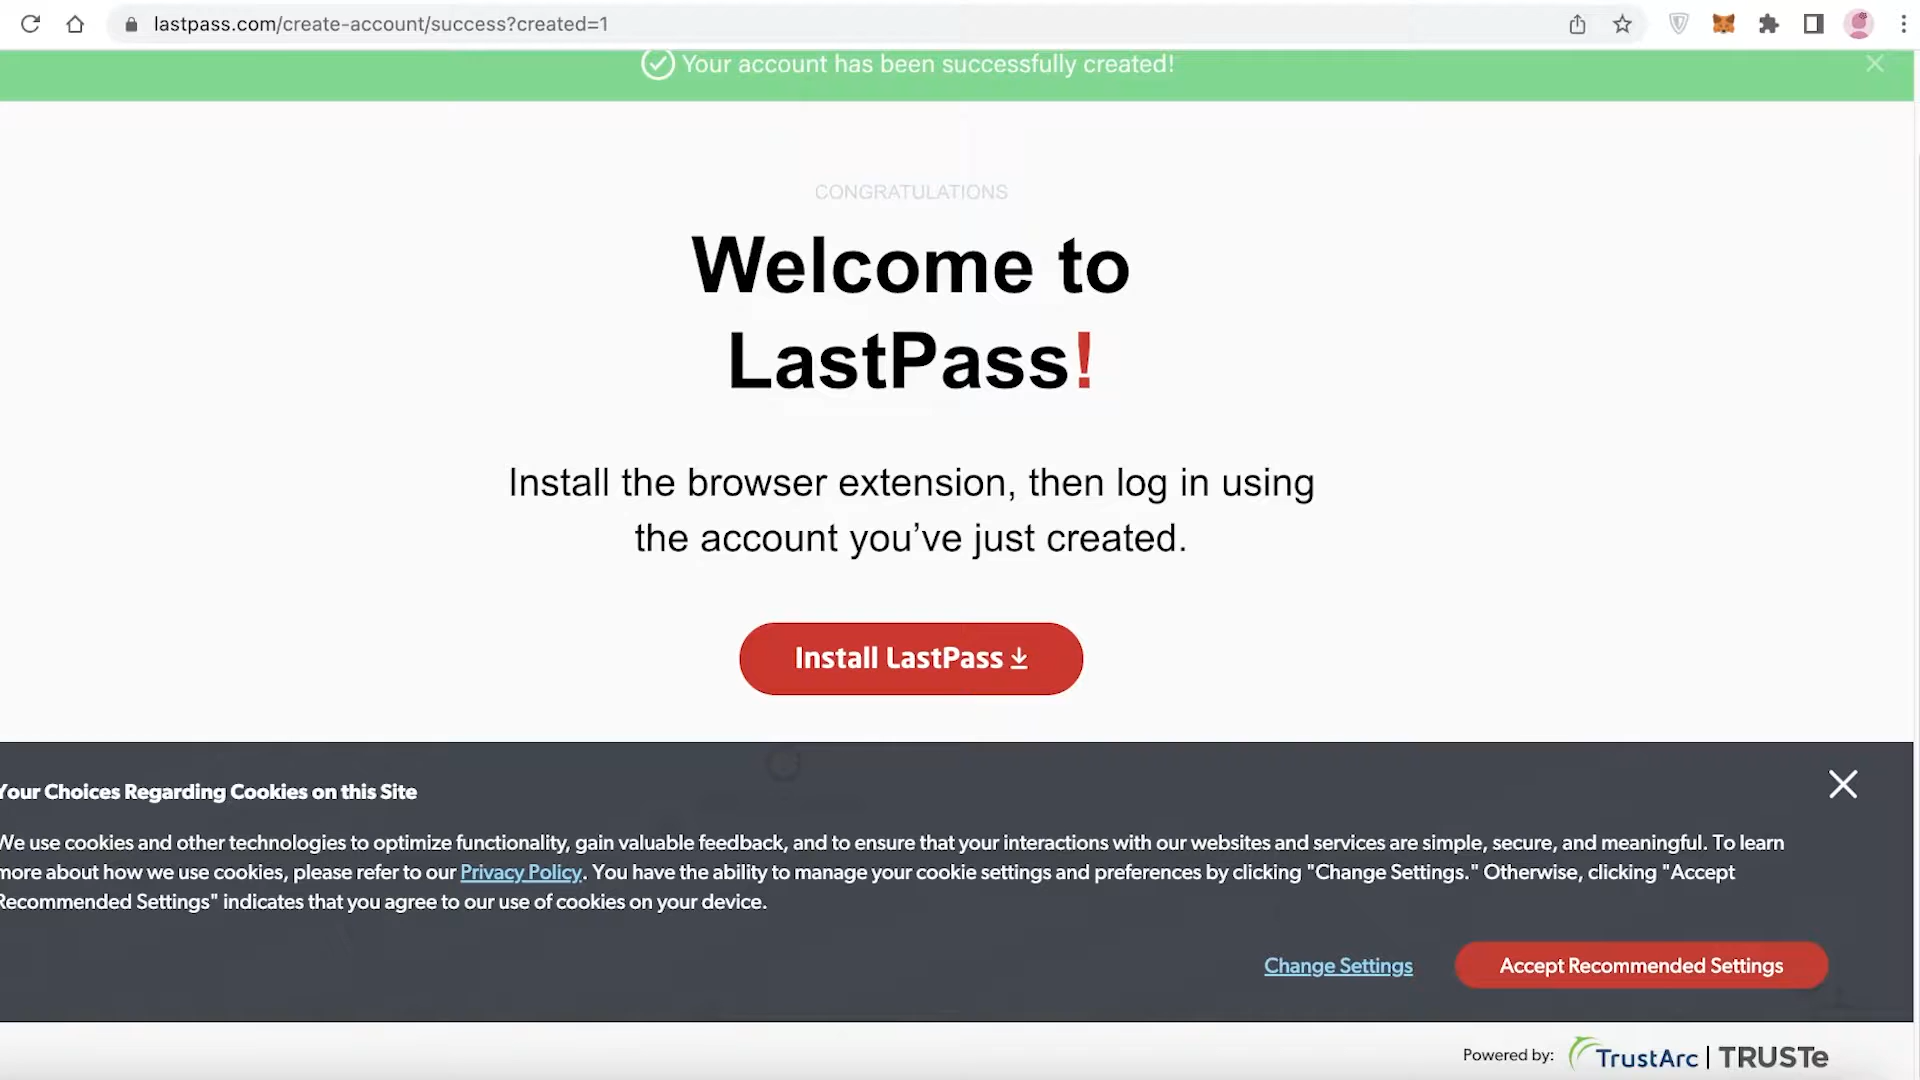 lastpass.com/create-account/success?created=1
Your account has been successfully created!
CONGRATULATIONS
Welcome to
LastPass!
Install the browser extension, then log in using
the account you’ve just created.
Install LastPass
Your Choices Regarding Cookies on this Site
We use cookies and other technologies to optimize functionality, gain valuable feedback, and to ensure that your interactions with our websites and services are simple, secure, and meaningful. To learn
more about how we use cookies, please refer to our Privacy Policy. You have the ability to manage your cookie settings and preferences by clicking "Change Settings." Otherwise, clicking "Accept
Recommended Settings" indicates that you agree to our use of cookies on your device.
Change Settings
Accept Recommended Settings
Powered by: TrustArc | TRUSTe